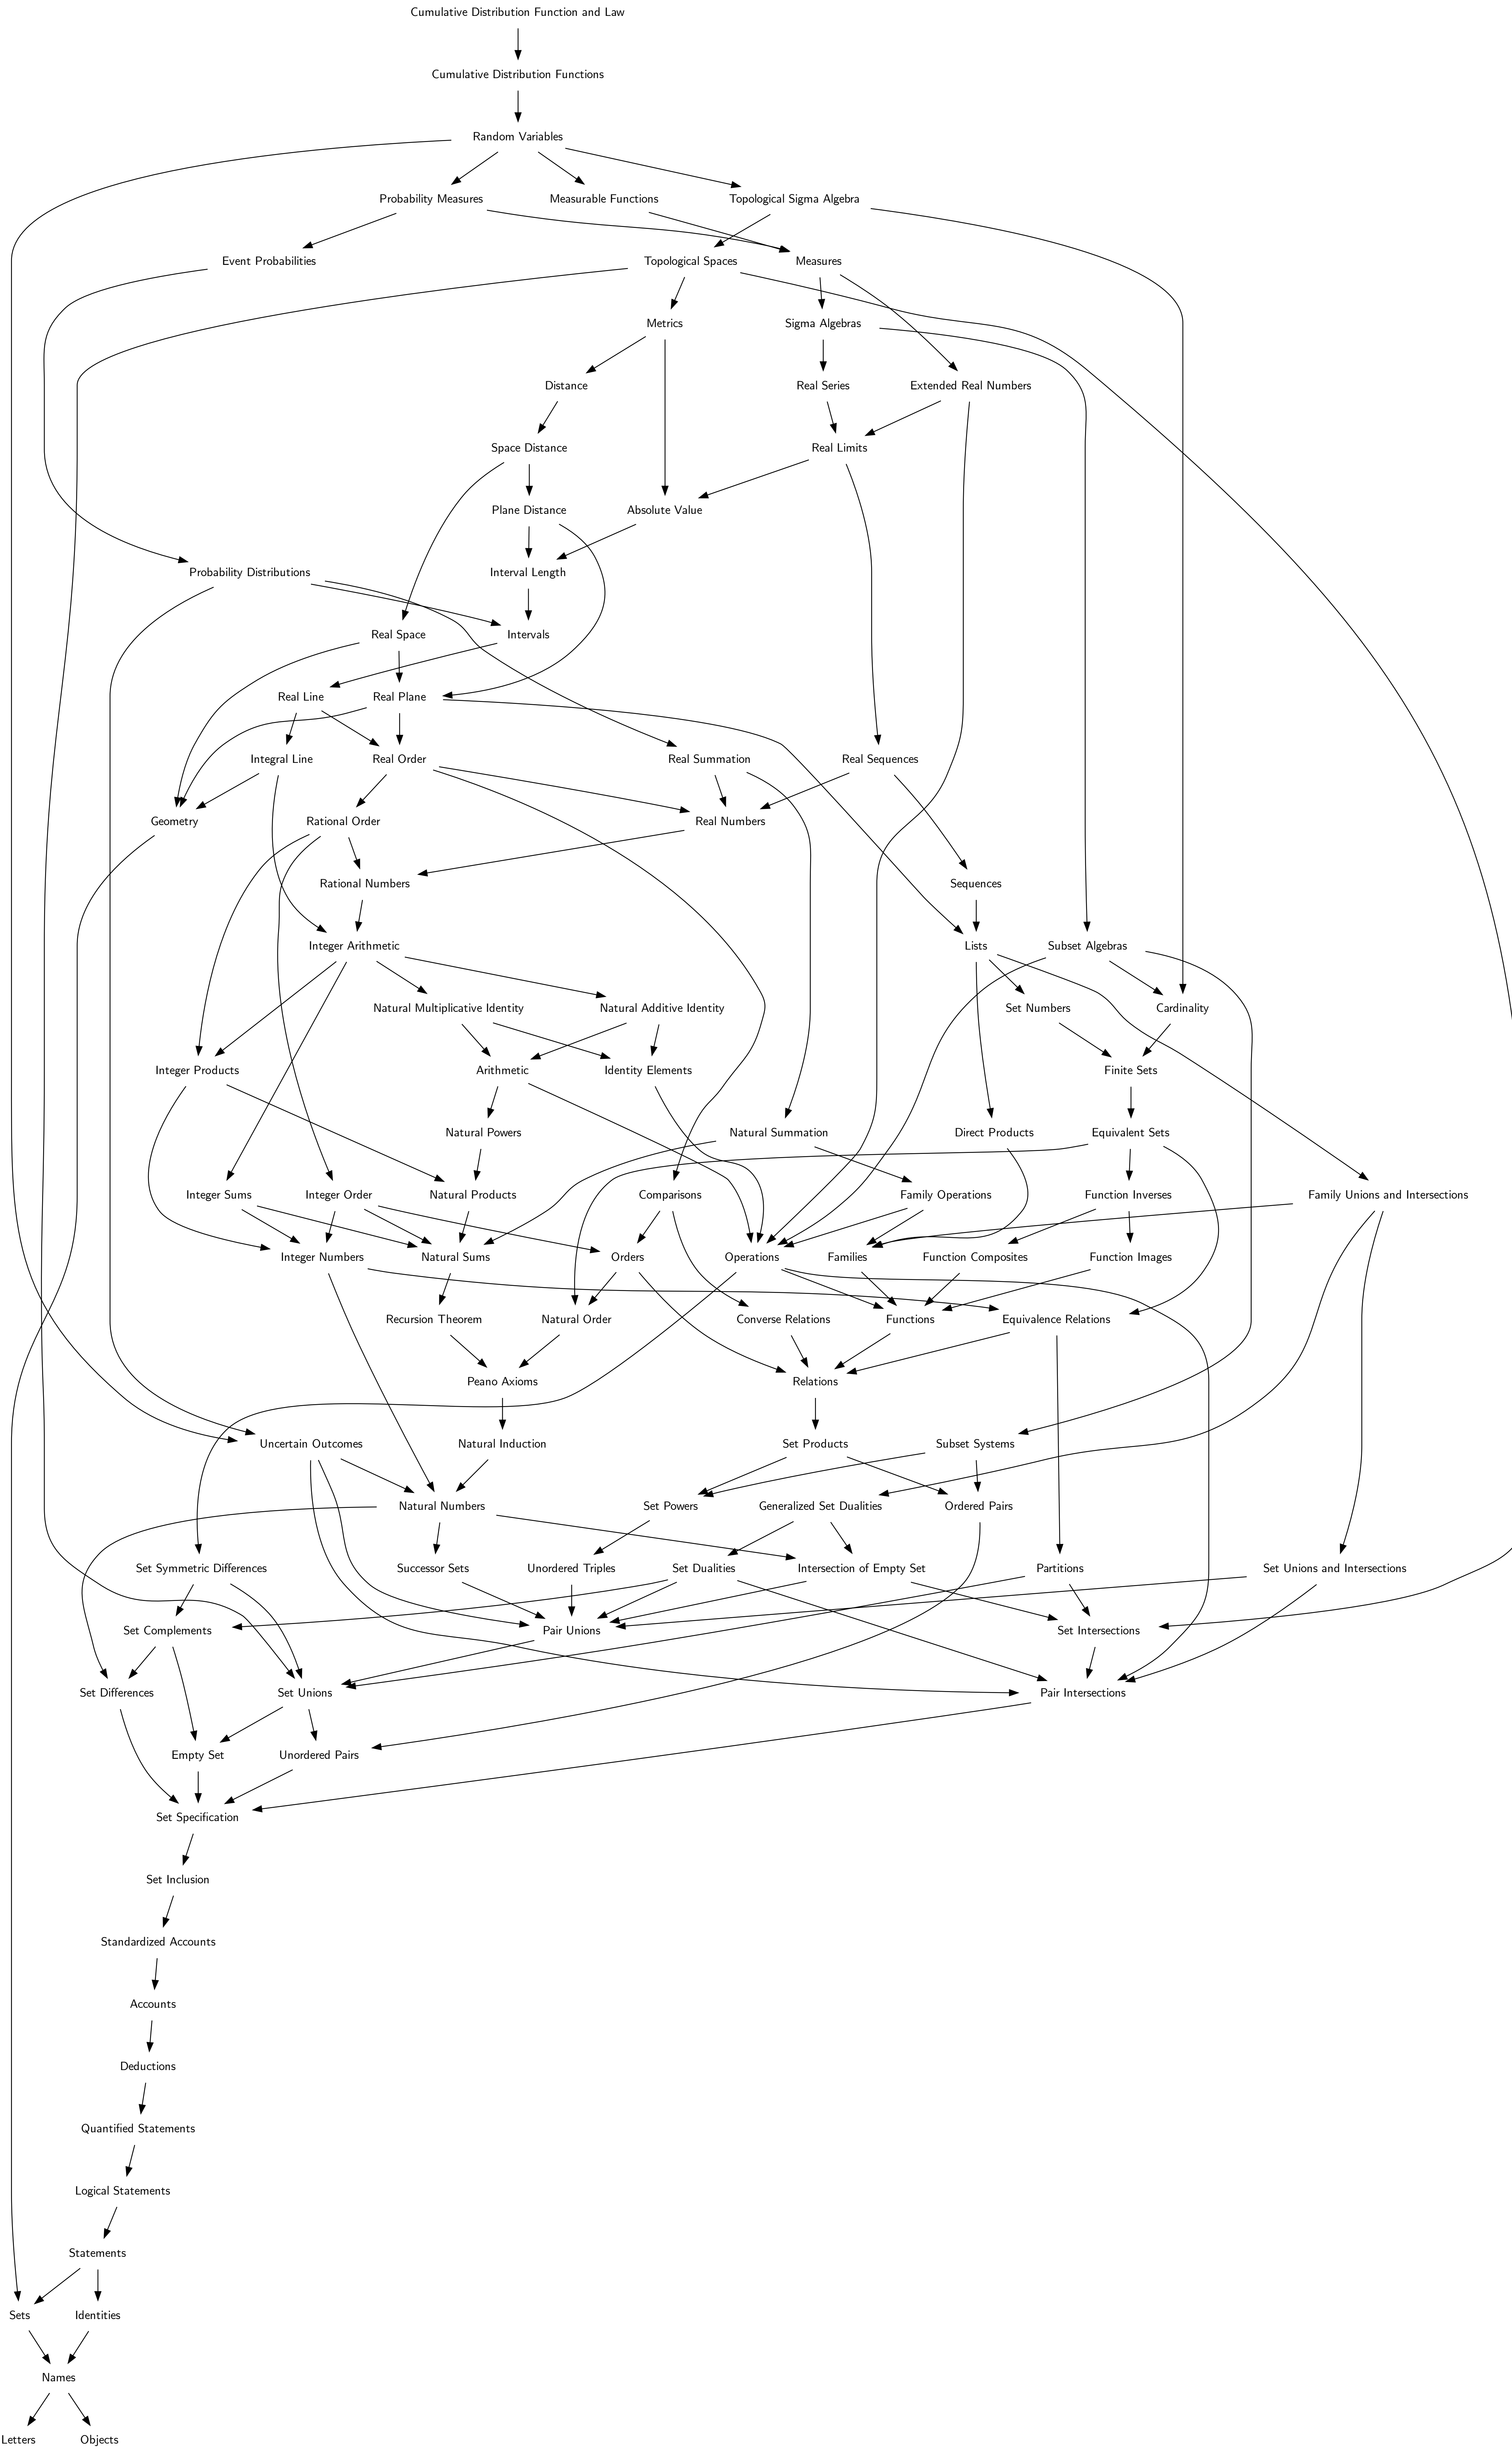 Cumulative Distribution Function and Law
Cumulative Distribution Functions
Random Variables
Probability Measures
Measurable Functions
Topological Sigma Algebra
Event Probabilities
Topological Spaces
Measures
Metrics
Sigma Algebras
Distance
Real Series
Extended Real Numbers
Space Distance
Real Limits
Plane Distance
Absolute Value
Probability Distributions
Interval Length
Real Space
Intervals
Real Line
Real Plane
Integral Line
Real Order
Real Summation
Real Sequences
Geometry
Rational Order
Real Numbers
Rational Numbers
Sequences
Integer Arithmetic
Lists
Subset Algebras
Natural Multiplicative Identity
Natural Additive Identity
Set Numbers
Cardinality
Integer Products
Arithmetic
Identity Elements
Finite Sets
Natural Powers
Natural Summation
Direct Products
Equivalent Sets
Integer Sums
Integer Order
Natural Products
Comparisons
Family Operations
Function Inverses
Family Unions and Intersections
Integer Numbers
Natural Sums
Orders
Operations
Families
Function Composites
Function Images
Recursion Theorem
Natural Order
Converse Relations
Functions
Equivalence Relations
Peano Axioms
Relations
Uncertain Outcomes
Natural Induction
Set Products
Subset Systems
Natural Numbers
Set Powers
Generalized Set Dualities
Ordered Pairs
Set Symmetric Differences
Successor Sets
Unordered Triples
Set Dualities
Intersection of Empty Set
Partitions
Set Unions and Intersections
Set Complements
Pair Unions
Set Intersections
Set Differences
Set Unions
Pair Intersections
Empty Set
Unordered Pairs
Set Specification
Set Inclusion
Standardized Accounts
Accounts
Deductions
Quantified Statements
Logical Statements
Statements
Sets
Identities
Names
Letters
Objects